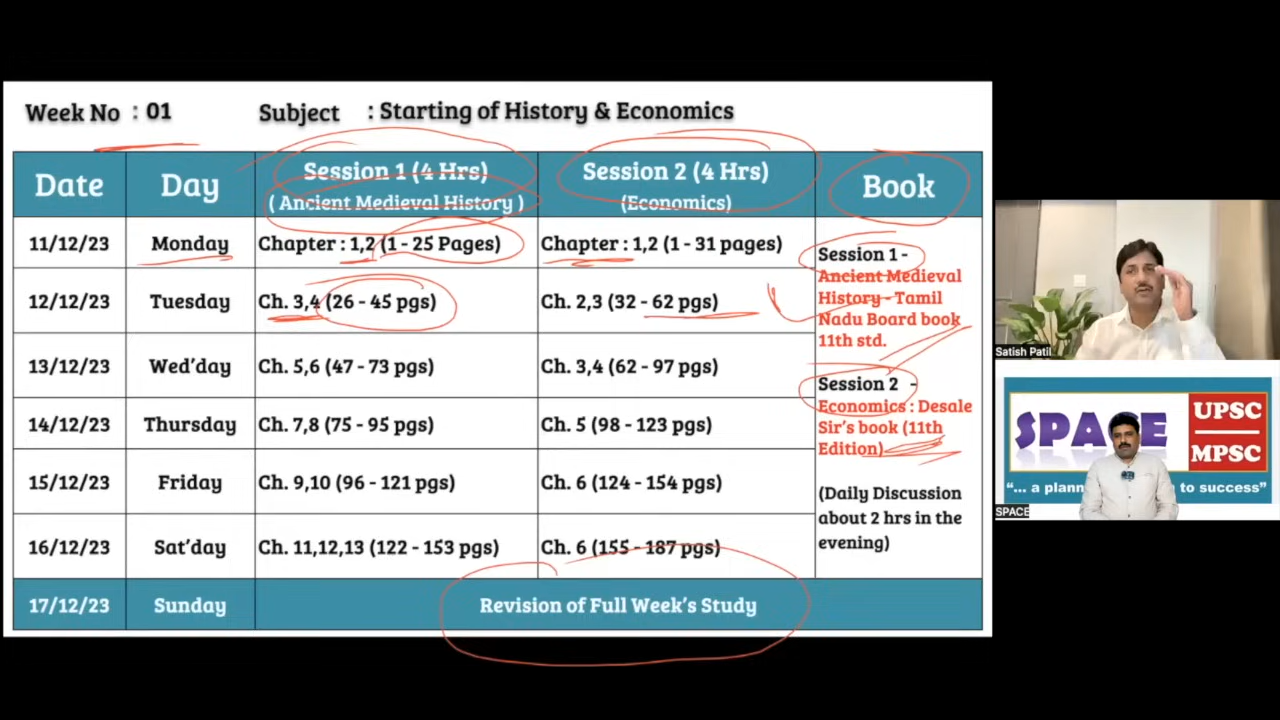 Week No : 01 Subject : Starting of History & Economics
Date Day Session 1 (4 Hrs) Session 2 (4 Hrs) Book
( Ancient Medieval History ) (Economics)
11/12/23 Monday Chapter : 1,2 (1 - 25 Pages) Chapter : 1,2 (1 - 31 pages)
12/12/23 Tuesday Ch. 3,4 (26 - 45 pgs) Ch. 2,3 (32 - 62 pgs)
13/12/23 Wed'day Ch. 5,6 (47 - 73 pgs) Ch. 3,4 (62 - 97 pgs)
14/12/23 Thursday Ch. 7,8 (75 - 95 pgs) Ch. 5 (98 - 123 pgs)
15/12/23 Friday Ch. 9,10 (96 - 121 pgs) Ch. 6 (124 - 154 pgs)
16/12/23 Sat'day Ch. 11,12,13 (122 - 153 pgs) Ch. 6 (155 - 187 pgs)
17/12/23 Sunday Revision of Full Week's Study
Session 1 -
Ancient Medieval
History - Tamil
Nadu Board book
11th std.
Session 2 -
Economics : Desale
Sir's book (11th
Edition)
(Daily Discussion
about 2 hrs in the
evening)
Satish Patil
SPACE
UPSC
MPSC
"... a plann to success"
SPACE